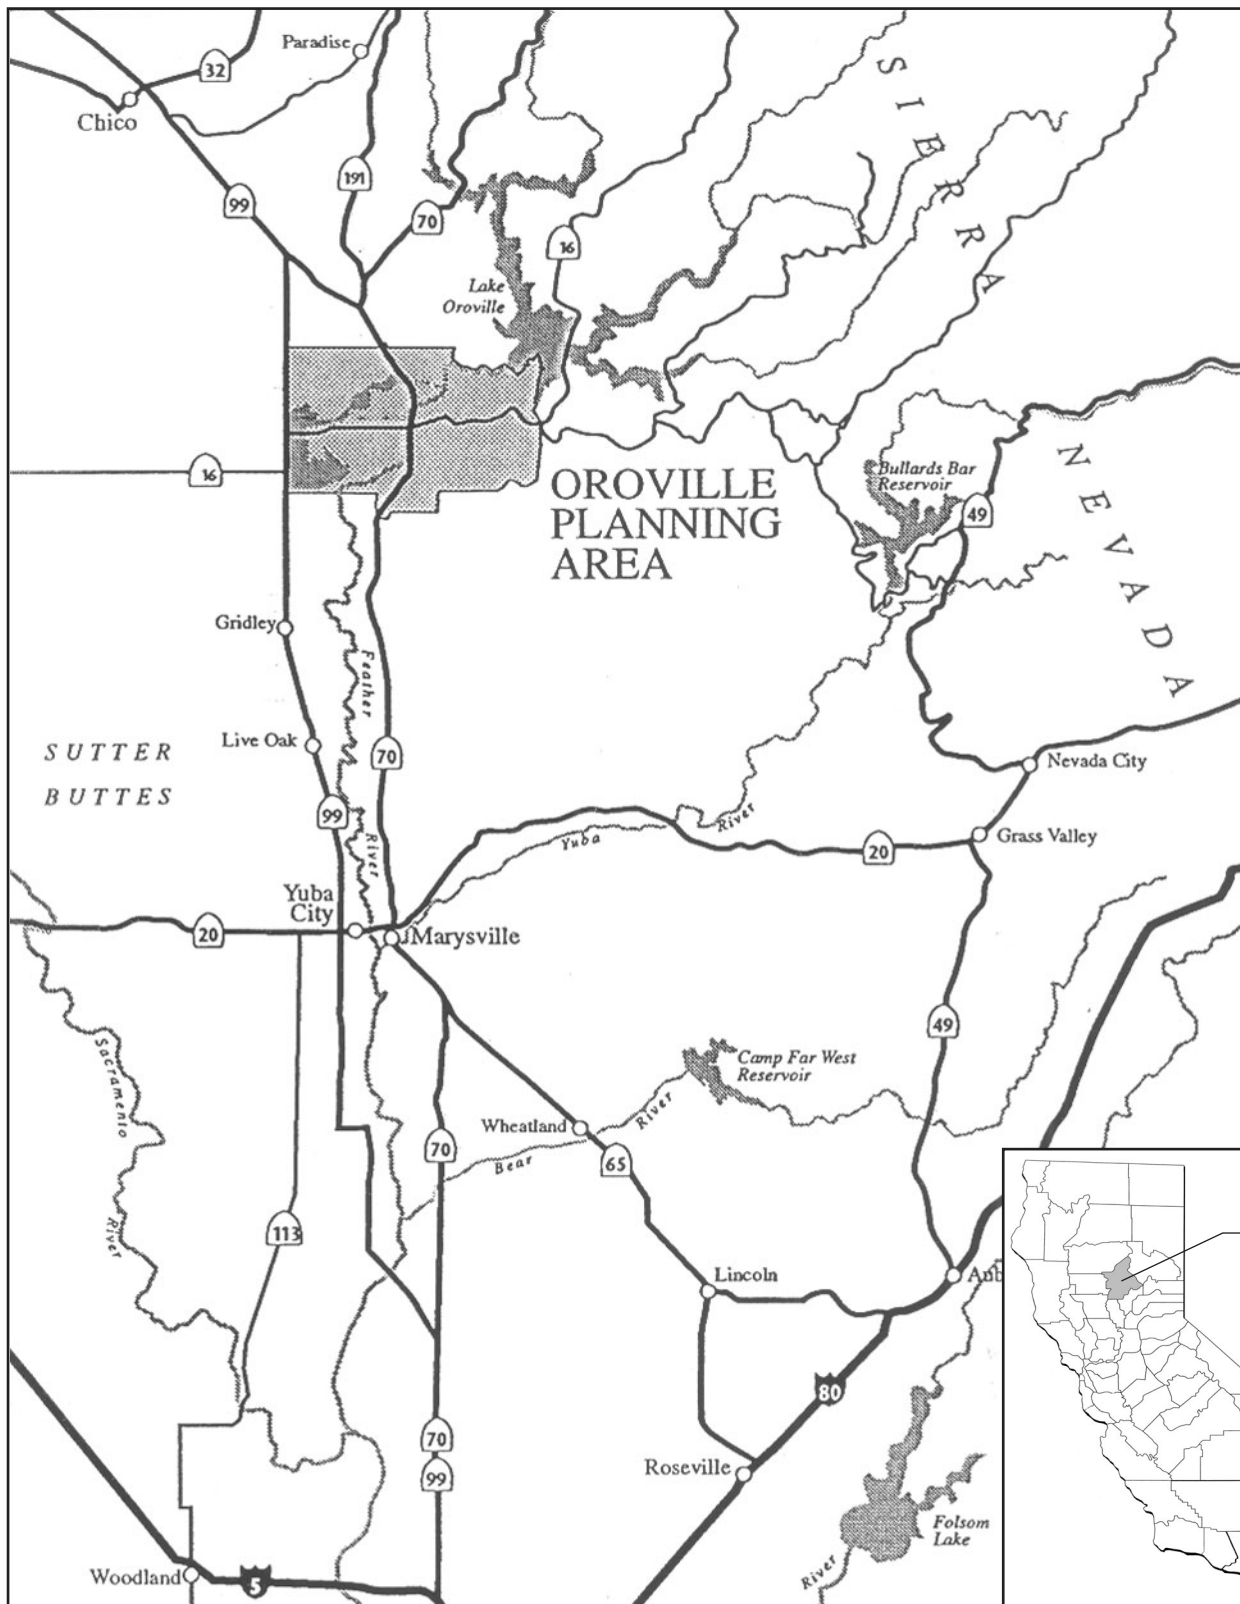 Paradise
32
Chico
191
99
70
16
Lake
Oroville
SIERRA
NEVADA
16
OROVILLE
PLANNING
AREA
Bullards Bar
Reservoir
49
Gridley
Feather
River
Live Oak
70
SUTTER
BUTTES
99
Nevada City
Grass Valley
Yuba
River
20
Yuba
City
20
Marysville
Sacramento
River
49
Camp Far West
Reservoir
Wheatland
River
Bear
70
65
113
Lincoln
Aub
80
70
99
Roseville
Folsom
Lake
River
Woodland
5